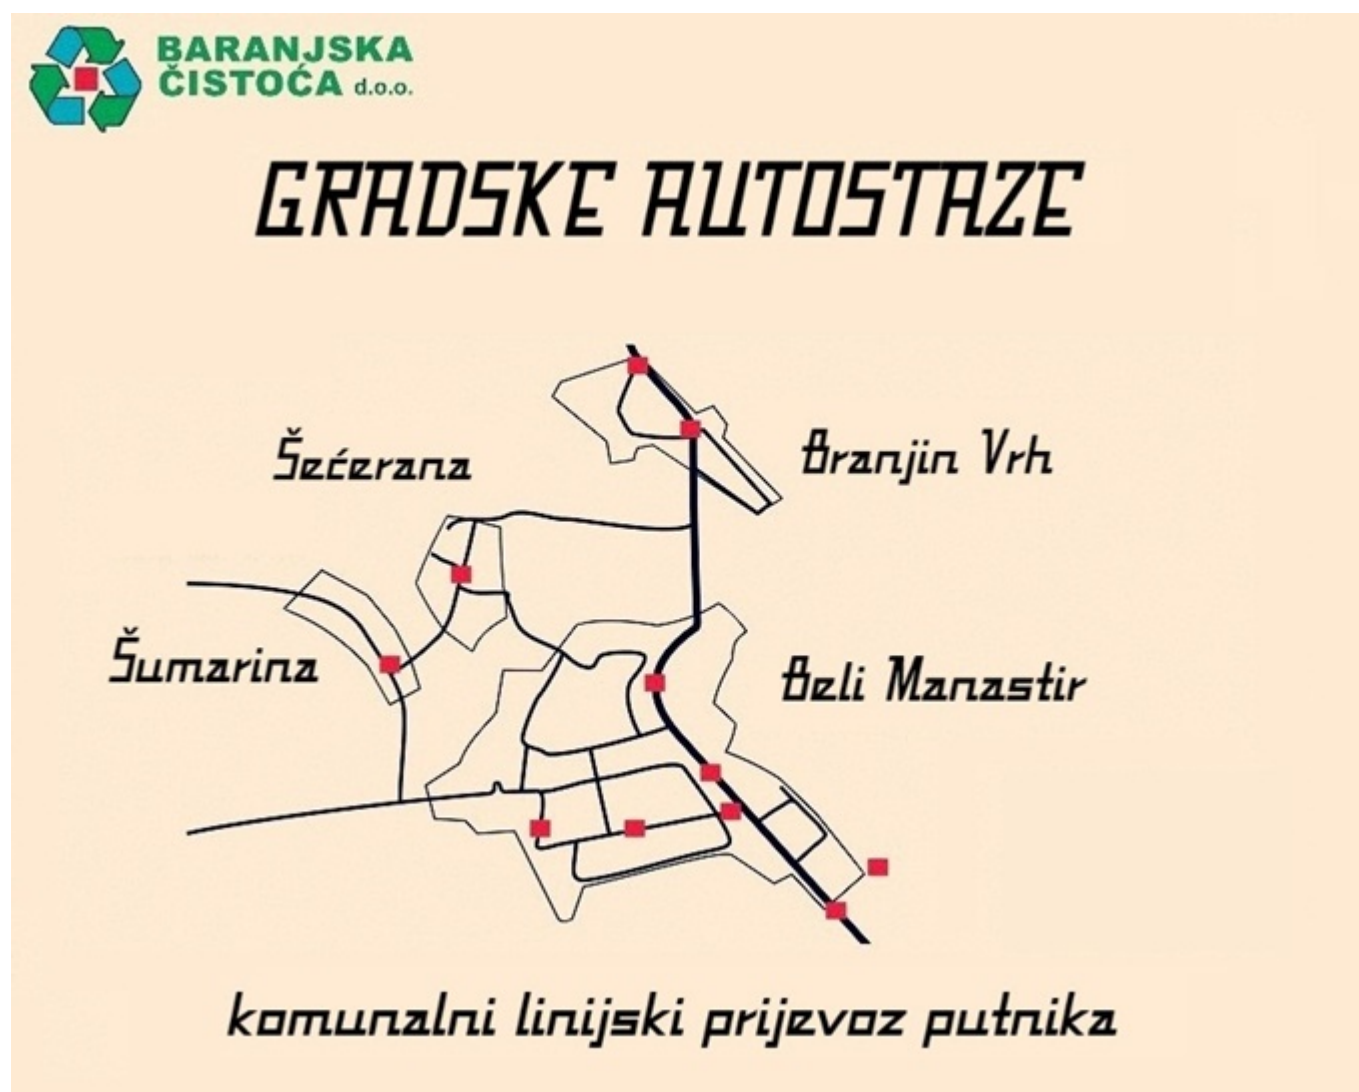 BARANJSKA
ČISTOĆA d.o.o.
GRADSKE AUTOSTAZE
Šećerana
Branjin Vrh
Šumarina
Beli Manastir
komunalni linijski prijevoz putnika